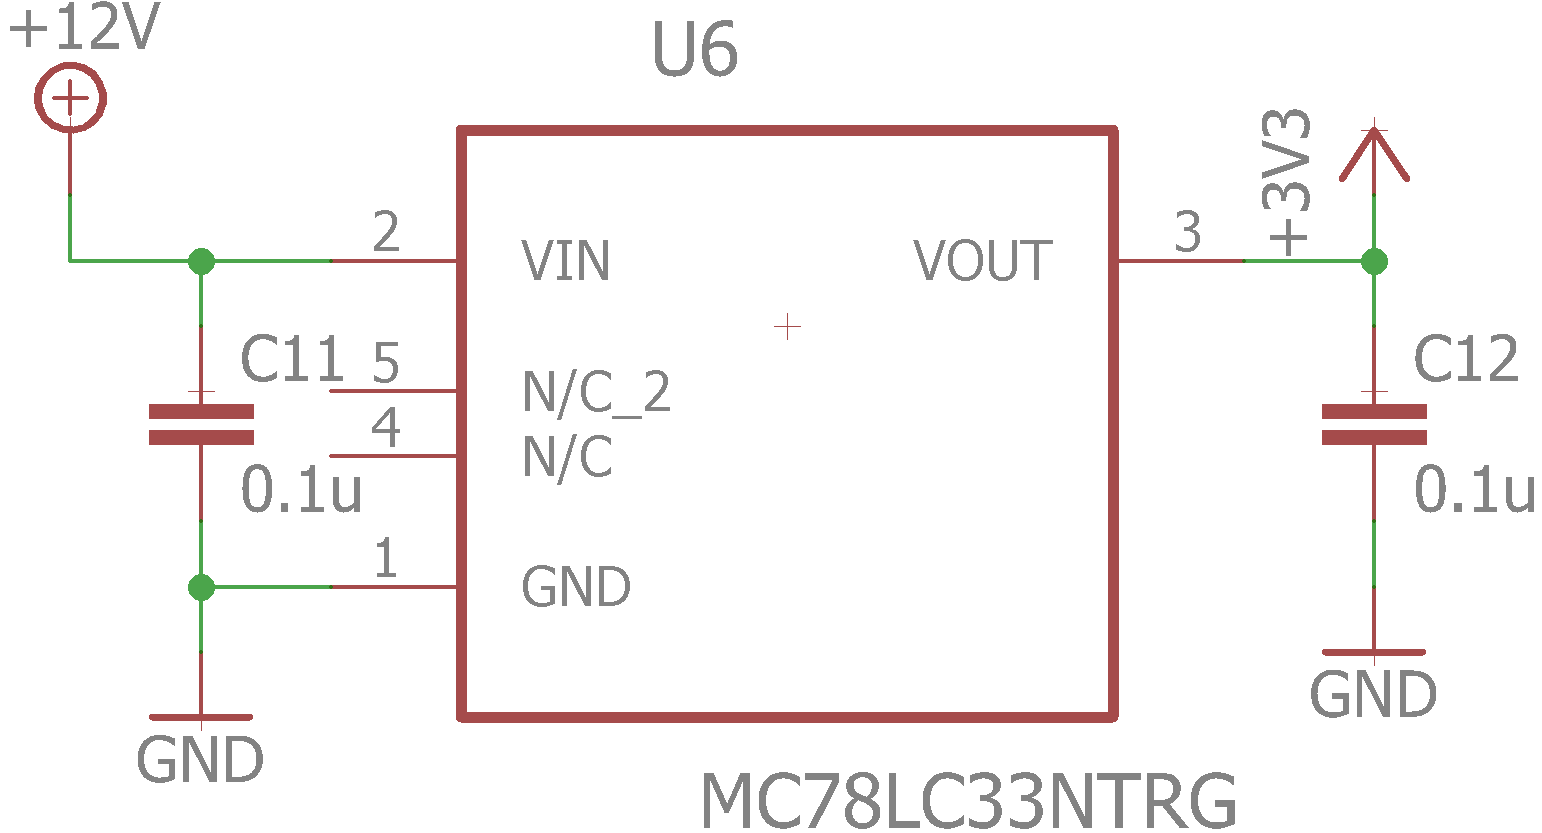 +12V
U6
+3V3
2
VIN
VOUT
3
C11
5
N/C_2
C12
4
N/C
0.1u
0.1u
1
GND
GND
GND
MC78LC33NTRG